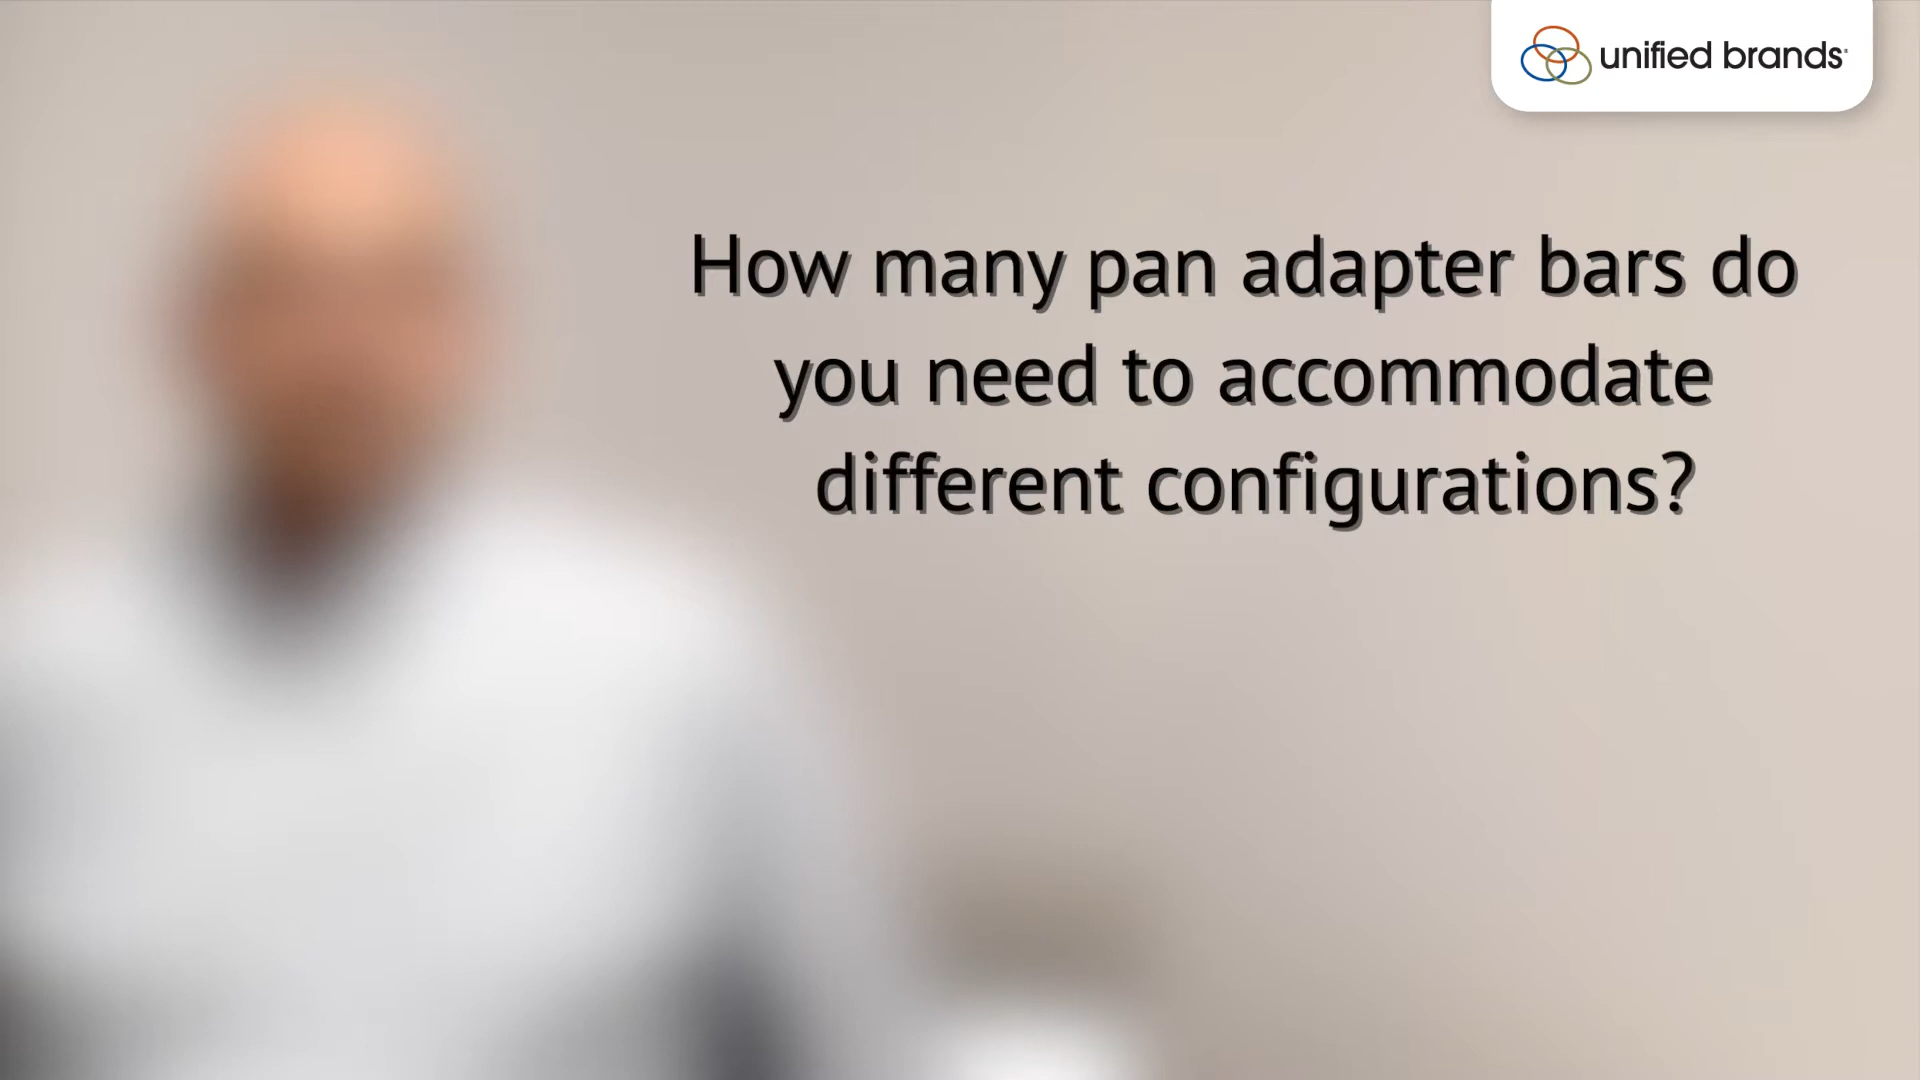 unified brands
How many pan adapter bars do
you need to accommodate
different configurations?